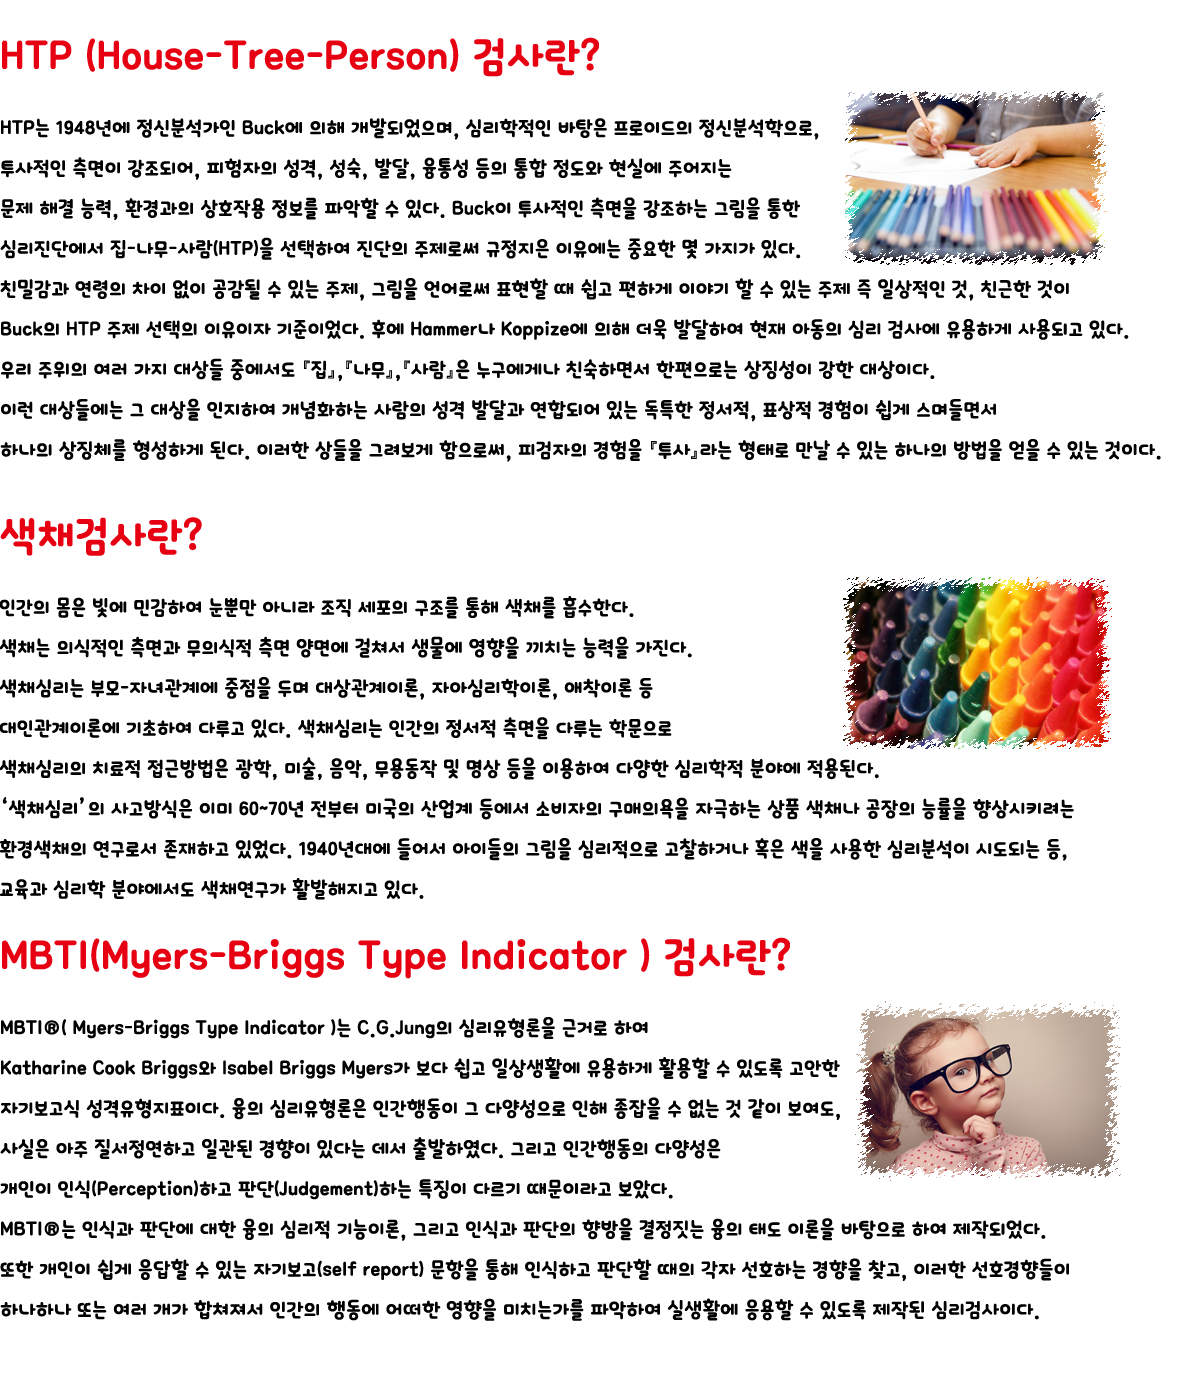 HTP (House-Tree-Person) 검사란?
HTP는 1948년에 정신분석가인 Buck에 의해 개발되었으며, 심리학적인 바탕은 프로이드의 정신분석학으로,
투사적인 측면이 강조되어, 피험자의 성격, 성숙, 발달, 융통성 등의 통합 정도와 현실에 주어지는
문제 해결 능력, 환경과의 상호작용 정보를 파악할 수 있다. Buck이 투사적인 측면을 강조하는 그림을 통한
심리진단에서 집-나무-사람(HTP)을 선택하여 진단의 주제로써 규정지은 이유에는 중요한 몇 가지가 있다.
친밀감과 연령의 차이 없이 공감될 수 있는 주제, 그림을 언어로써 표현할 때 쉽고 편하게 이야기 할 수 있는 주제 즉 일상적인 것, 친근한 것이
Buck의 HTP 주제 선택의 이유이자 기준이었다. 후에 Hammer나 Koppize에 의해 더욱 발달하여 현재 아동의 심리 검사에 유용하게 사용되고 있다.
우리 주위의 여러 가지 대상들 중에서도 『집』,『나무』,『사람』은 누구에게나 친숙하면서 한편으로는 상징성이 강한 대상이다.
이런 대상들에는 그 대상을 인지하여 개념화하는 사람의 성격 발달과 연합되어 있는 독특한 정서적, 표상적 경험이 쉽게 스며들면서
하나의 상징체를 형성하게 된다. 이러한 상들을 그려보게 함으로써, 피검자의 경험을 『투사』라는 형태로 만날 수 있는 하나의 방법을 얻을 수 있는 것이다.
색채검사란?
인간의 몸은 빛에 민감하여 눈뿐만 아니라 조직 세포의 구조를 통해 색채를 흡수한다.
색채는 의식적인 측면과 무의식적 측면 양면에 걸쳐서 생물에 영향을 끼치는 능력을 가진다.
색채심리는 부모-자녀관계에 중점을 두며 대상관계이론, 자아심리학이론, 애착이론 등
대인관계이론에 기초하여 다루고 있다. 색채심리는 인간의 정서적 측면을 다루는 학문으로
색채심리의 치료적 접근방법은 광학, 미술, 음악, 무용동작 및 명상 등을 이용하여 다양한 심리학적 분야에 적용된다.
‘색채심리’의 사고방식은 이미 60~70년 전부터 미국의 산업계 등에서 소비자의 구매의욕을 자극하는 상품 색채나 공장의 능률을 향상시키려는
환경색채의 연구로서 존재하고 있었다. 1940년대에 들어서 아이들의 그림을 심리적으로 고찰하거나 혹은 색을 사용한 심리분석이 시도되는 등,
교육과 심리학 분야에서도 색채연구가 활발해지고 있다.
MBTI(Myers-Briggs Type Indicator ) 검사란?
MBTI®( Myers-Briggs Type Indicator )는 C.G.Jung의 심리유형론을 근거로 하여
Katharine Cook Briggs와 Isabel Briggs Myers가 보다 쉽고 일상생활에 유용하게 활용할 수 있도록 고안한
자기보고식 성격유형지표이다. 융의 심리유형론은 인간행동이 그 다양성으로 인해 종잡을 수 없는 것 같이 보여도,
사실은 아주 질서정연하고 일관된 경향이 있다는 데서 출발하였다. 그리고 인간행동의 다양성은
개인이 인식(Perception)하고 판단(Judgement)하는 특징이 다르기 때문이라고 보았다.
MBTI®는 인식과 판단에 대한 융의 심리적 기능이론, 그리고 인식과 판단의 향방을 결정짓는 융의 태도 이론을 바탕으로 하여 제작되었다.
또한 개인이 쉽게 응답할 수 있는 자기보고(self report) 문항을 통해 인식하고 판단할 때의 각자 선호하는 경향을 찾고, 이러한 선호경향들이
하나하나 또는 여러 개가 합쳐져서 인간의 행동에 어떠한 영향을 미치는가를 파악하여 실생활에 응용할 수 있도록 제작된 심리검사이다.